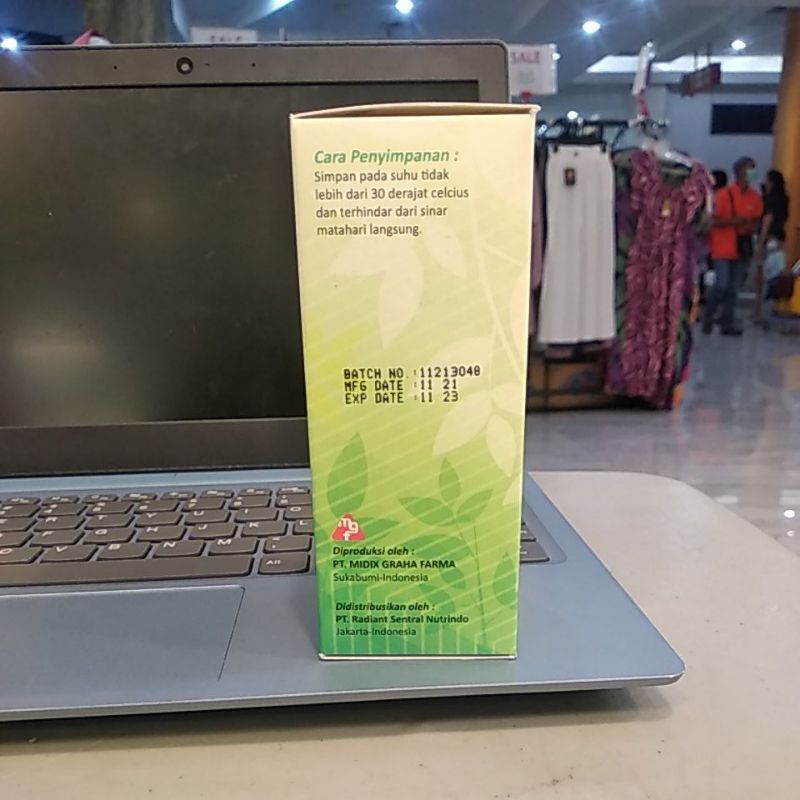 SALE
Cara Penyimpanan :
Simpan pada suhu tidak
lebih dari 30 derajat celcius
dan terhindar dari sinar
matahari langsung.
BATCH NO. :11213048
MFG DATE :11 21
EXP DATE :11 23
mgf
Diproduksi oleh :
PT. MIDIX GRAHA FARMA
Sukabumi-Indonesia
Didistribusikan oleh :
PT. Radiant Sentral Nutrindo
Jakarta-Indonesia